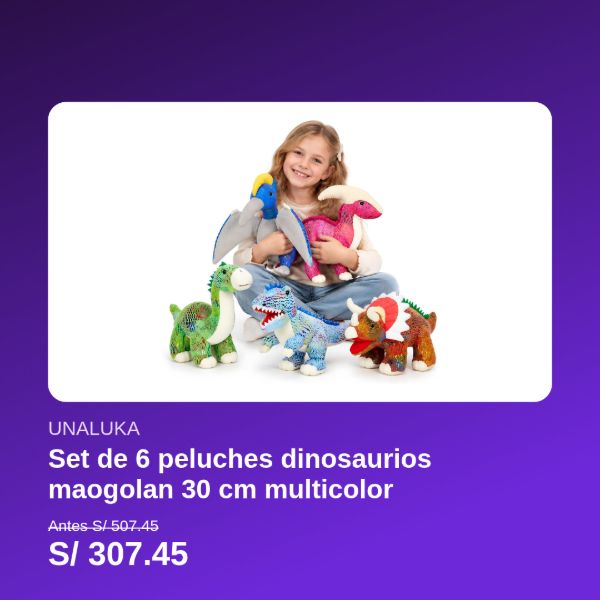 UNALUKA
Set de 6 peluches dinosaurios
maogolan 30 cm multicolor
Antes S/ 507.45
S/ 307.45